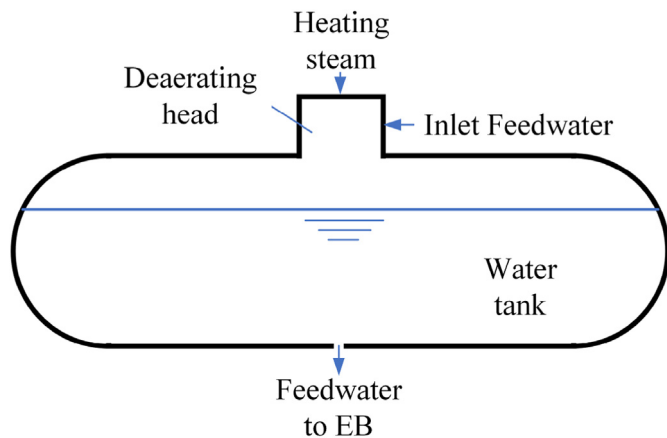 Heating
steam
Deaerating
head
Inlet Feedwater
Water
tank
Feedwater
to EB